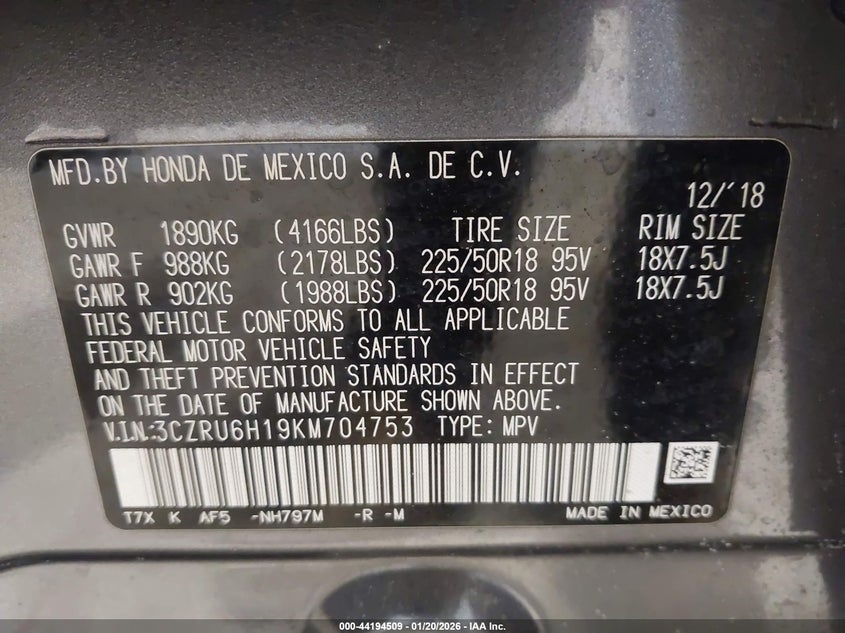 MFD.BY HONDA DE MEXICO S.A. DE C.V.
12/'18
GVWR 1890KG (4166LBS) TIRE SIZE RIM SIZE
GAWR F 988KG (2178LBS) 225/50R18 95V 18X7.5J
GAWR R 902KG (1988LBS) 225/50R18 95V 18X7.5J
THIS VEHICLE CONFORMS TO ALL APPLICABLE
FEDERAL MOTOR VEHICLE SAFETY
AND THEFT PREVENTION STANDARDS IN EFFECT
ON THE DATE OF MANUFACTURE SHOWN ABOVE.
V.I.N:3CZRU6H19KM704753 TYPE: MPV
T7X K AF5 -NH797M -R -M MADE IN MEXICO
000-44194509 - 01/20/2026 - IAA Inc.